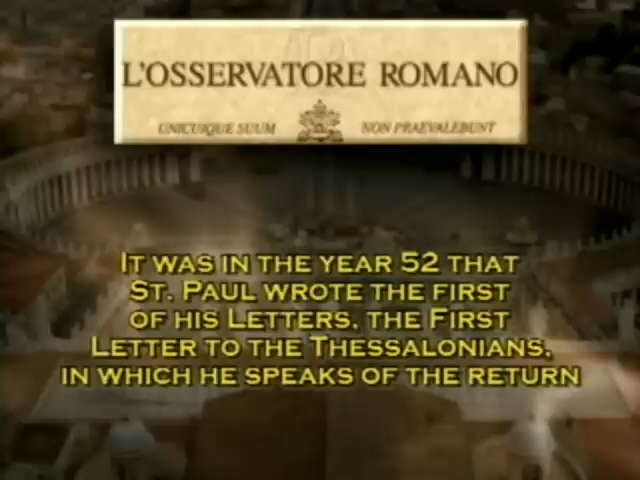 L'OSSERVATORE ROMANO
UNICUIQUE SUUM NON PRAEVALEBUNT
IT WAS IN THE YEAR 52 THAT
ST. PAUL WROTE THE FIRST
OF HIS LETTERS, THE FIRST
LETTER TO THE THESSALONIANS,
IN WHICH HE SPEAKS OF THE RETURN